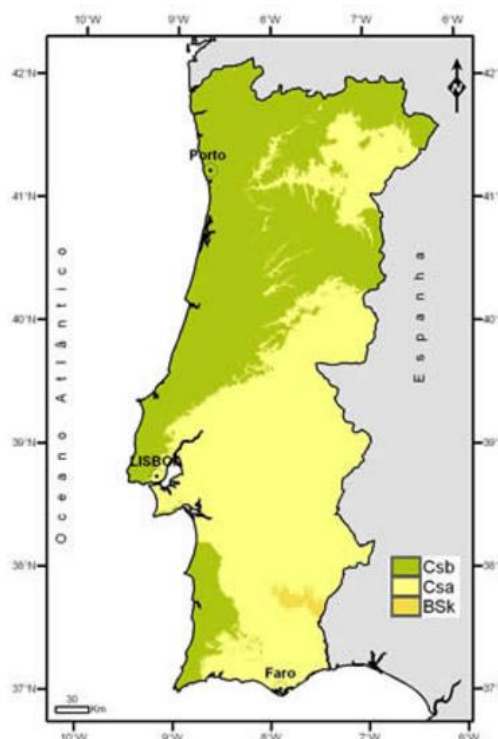 10°W 9°W 8°W 7°W 6°W
42°N 42°N
N
Porto
41°N 41°N
Oceano Atlântico
Espanha
40°N 40°N
39°N 39°N
LISBOA
38°N 38°N
Csb
Csa
BSk
Faro
37°N 37°N
30
Km
10°W 9°W 8°W 7°W 6°W